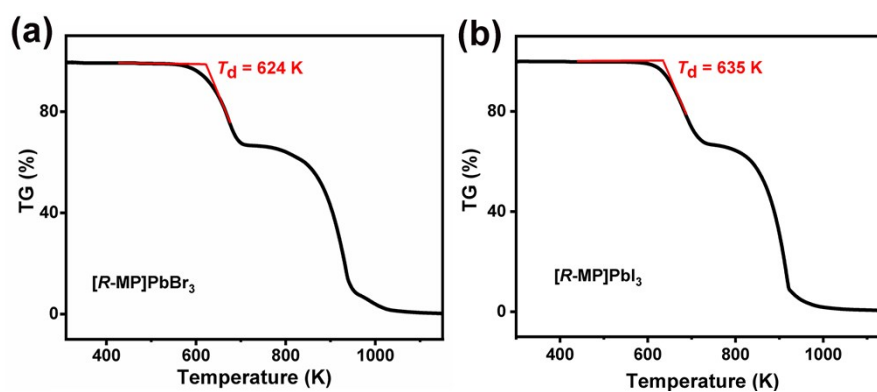 (a)
TG (%)
80
40
0
T_d = 624 K
[R-MP]PbBr₃
400 600 800 1000
Temperature (K)
(b)
TG (%)
80
40
0
T_d = 635 K
[R-MP]PbI₃
400 600 800 1000
Temperature (K)